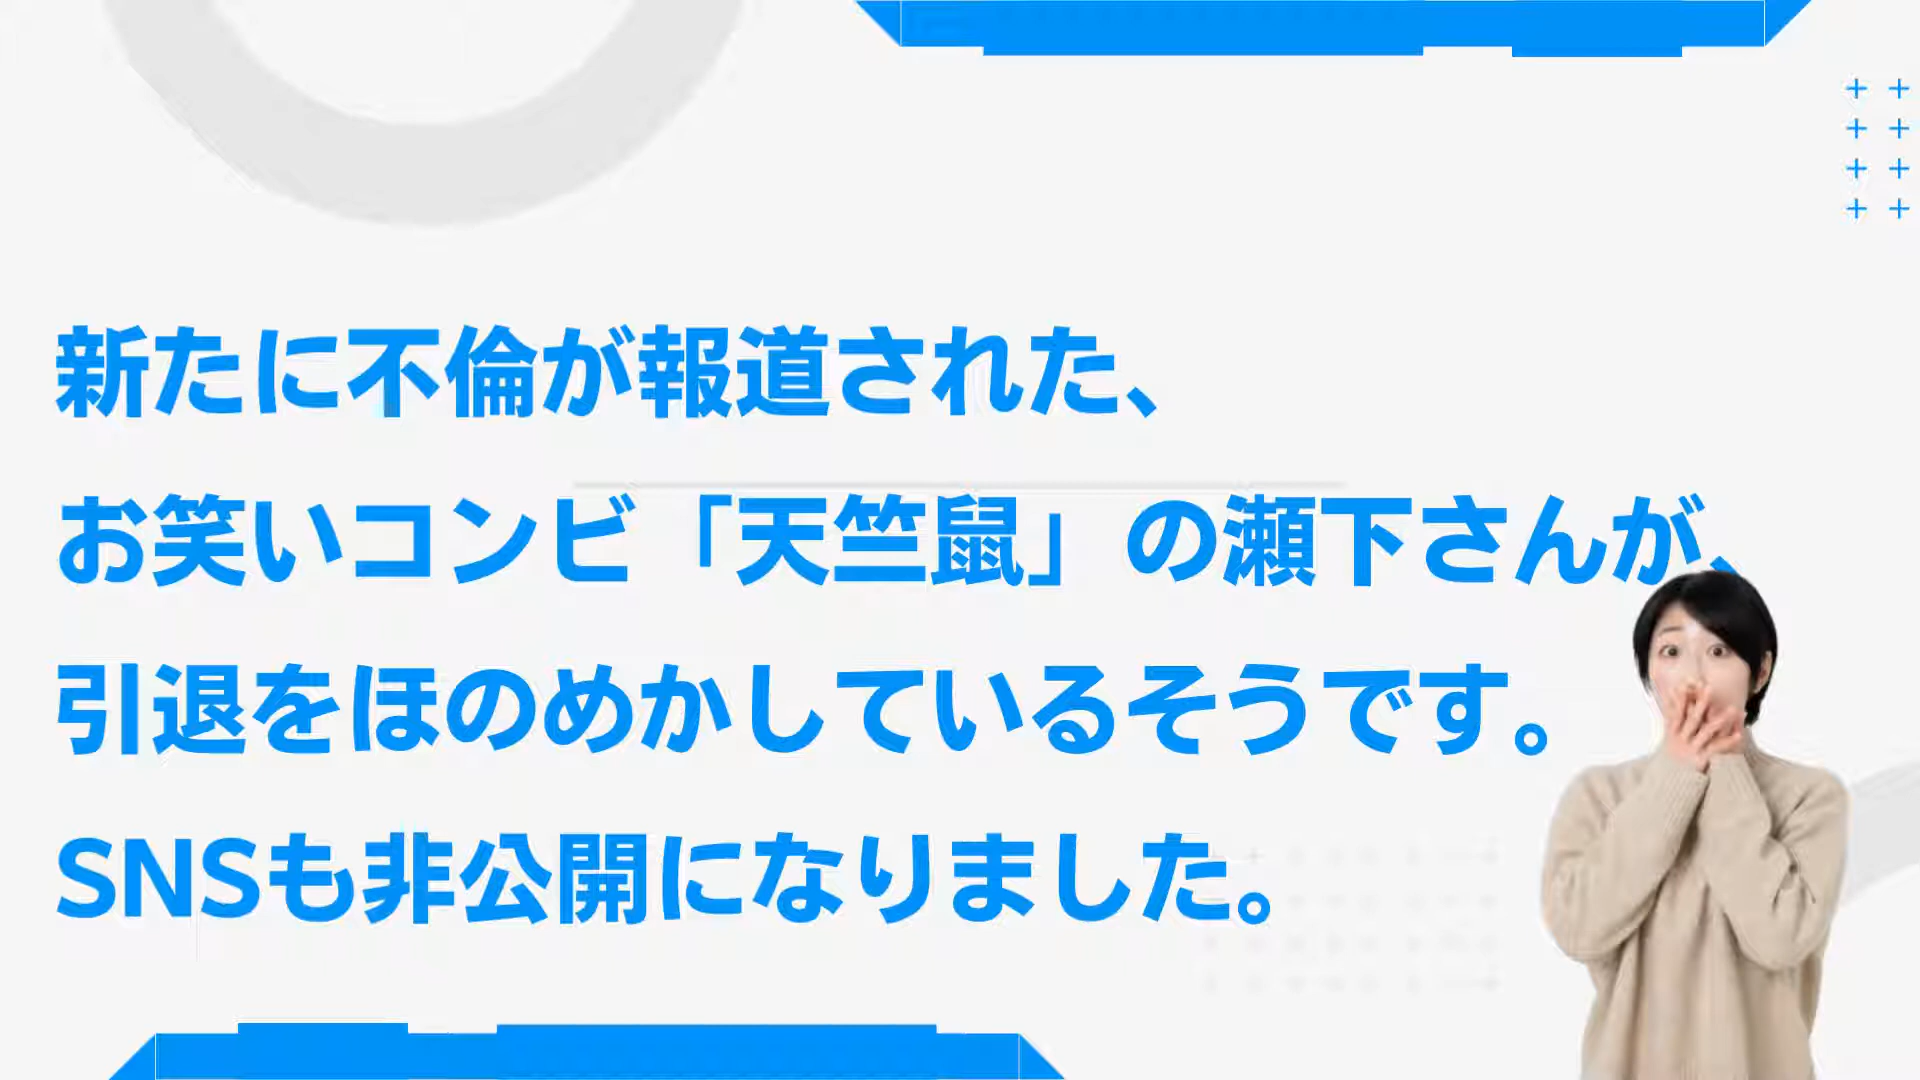 新たに不倫が報道された、
お笑いコンビ「天竺鼠」の瀬下さんが、
引退をほのめかしているそうです。
SNSも非公開になりました。